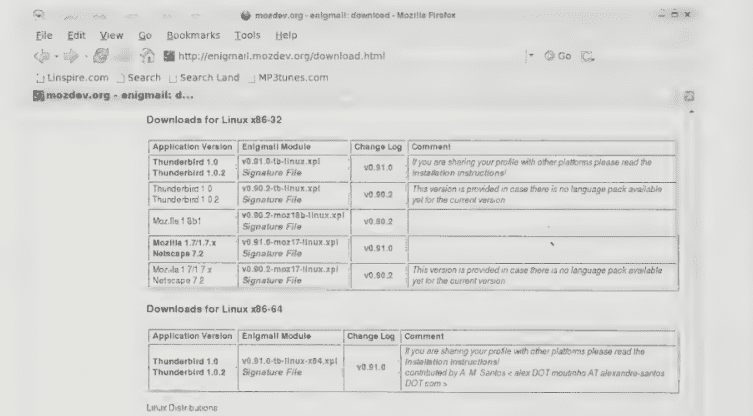 mozdev.org - enigmail: download - Mozilla Firefox
File Edit View Go Bookmarks Tools Help
http://enigmail.mozdev.org/download.html Go
Linspire.com Search Search Land MP3tunes.com
mozdev.org - enigmail: d...
Downloads for Linux x86-32
Application Version Enigmail Module Change Log Comment
Thunderbird 1.0 v0.91.0-tb-linux.xpi If you are sharing your profile with other platforms please read the
Thunderbird 1.0.2 Signature File v0.91.0 Installation Instructions!
Thunderbird 1.0 v0.90.2-tb-linux.xpi This version is provided in case there is no language pack available
Thunderbird 1.0.2 Signature File v0.90.2 yet for the current version
Mozilla 1.8b1 v0.90.2-moz18b-linux.xpi v0.90.2
Signature File
Mozilla 1.7/1.7.x v0.91.0-moz17-linux.xpi v0.91.0
Netscape 7.2 Signature File
Mozilla 1.7/1.7.x v0.90.2-moz17-linux.xpi This version is provided in case there is no language pack available
Netscape 7.2 Signature File v0.90.2 yet for the current version
Downloads for Linux x86-64
Application Version Enigmail Module Change Log Comment
If you are sharing your profile with other platforms please read the
Thunderbird 1.0 v0.91.0-tb-linux-x64.xpi Installation Instructions!
Thunderbird 1.0.2 Signature File v0.91.0 contributed by A. M. Santos < alex DOT moutinho AT alexandre-santos
DOT com >
Linux Distributions